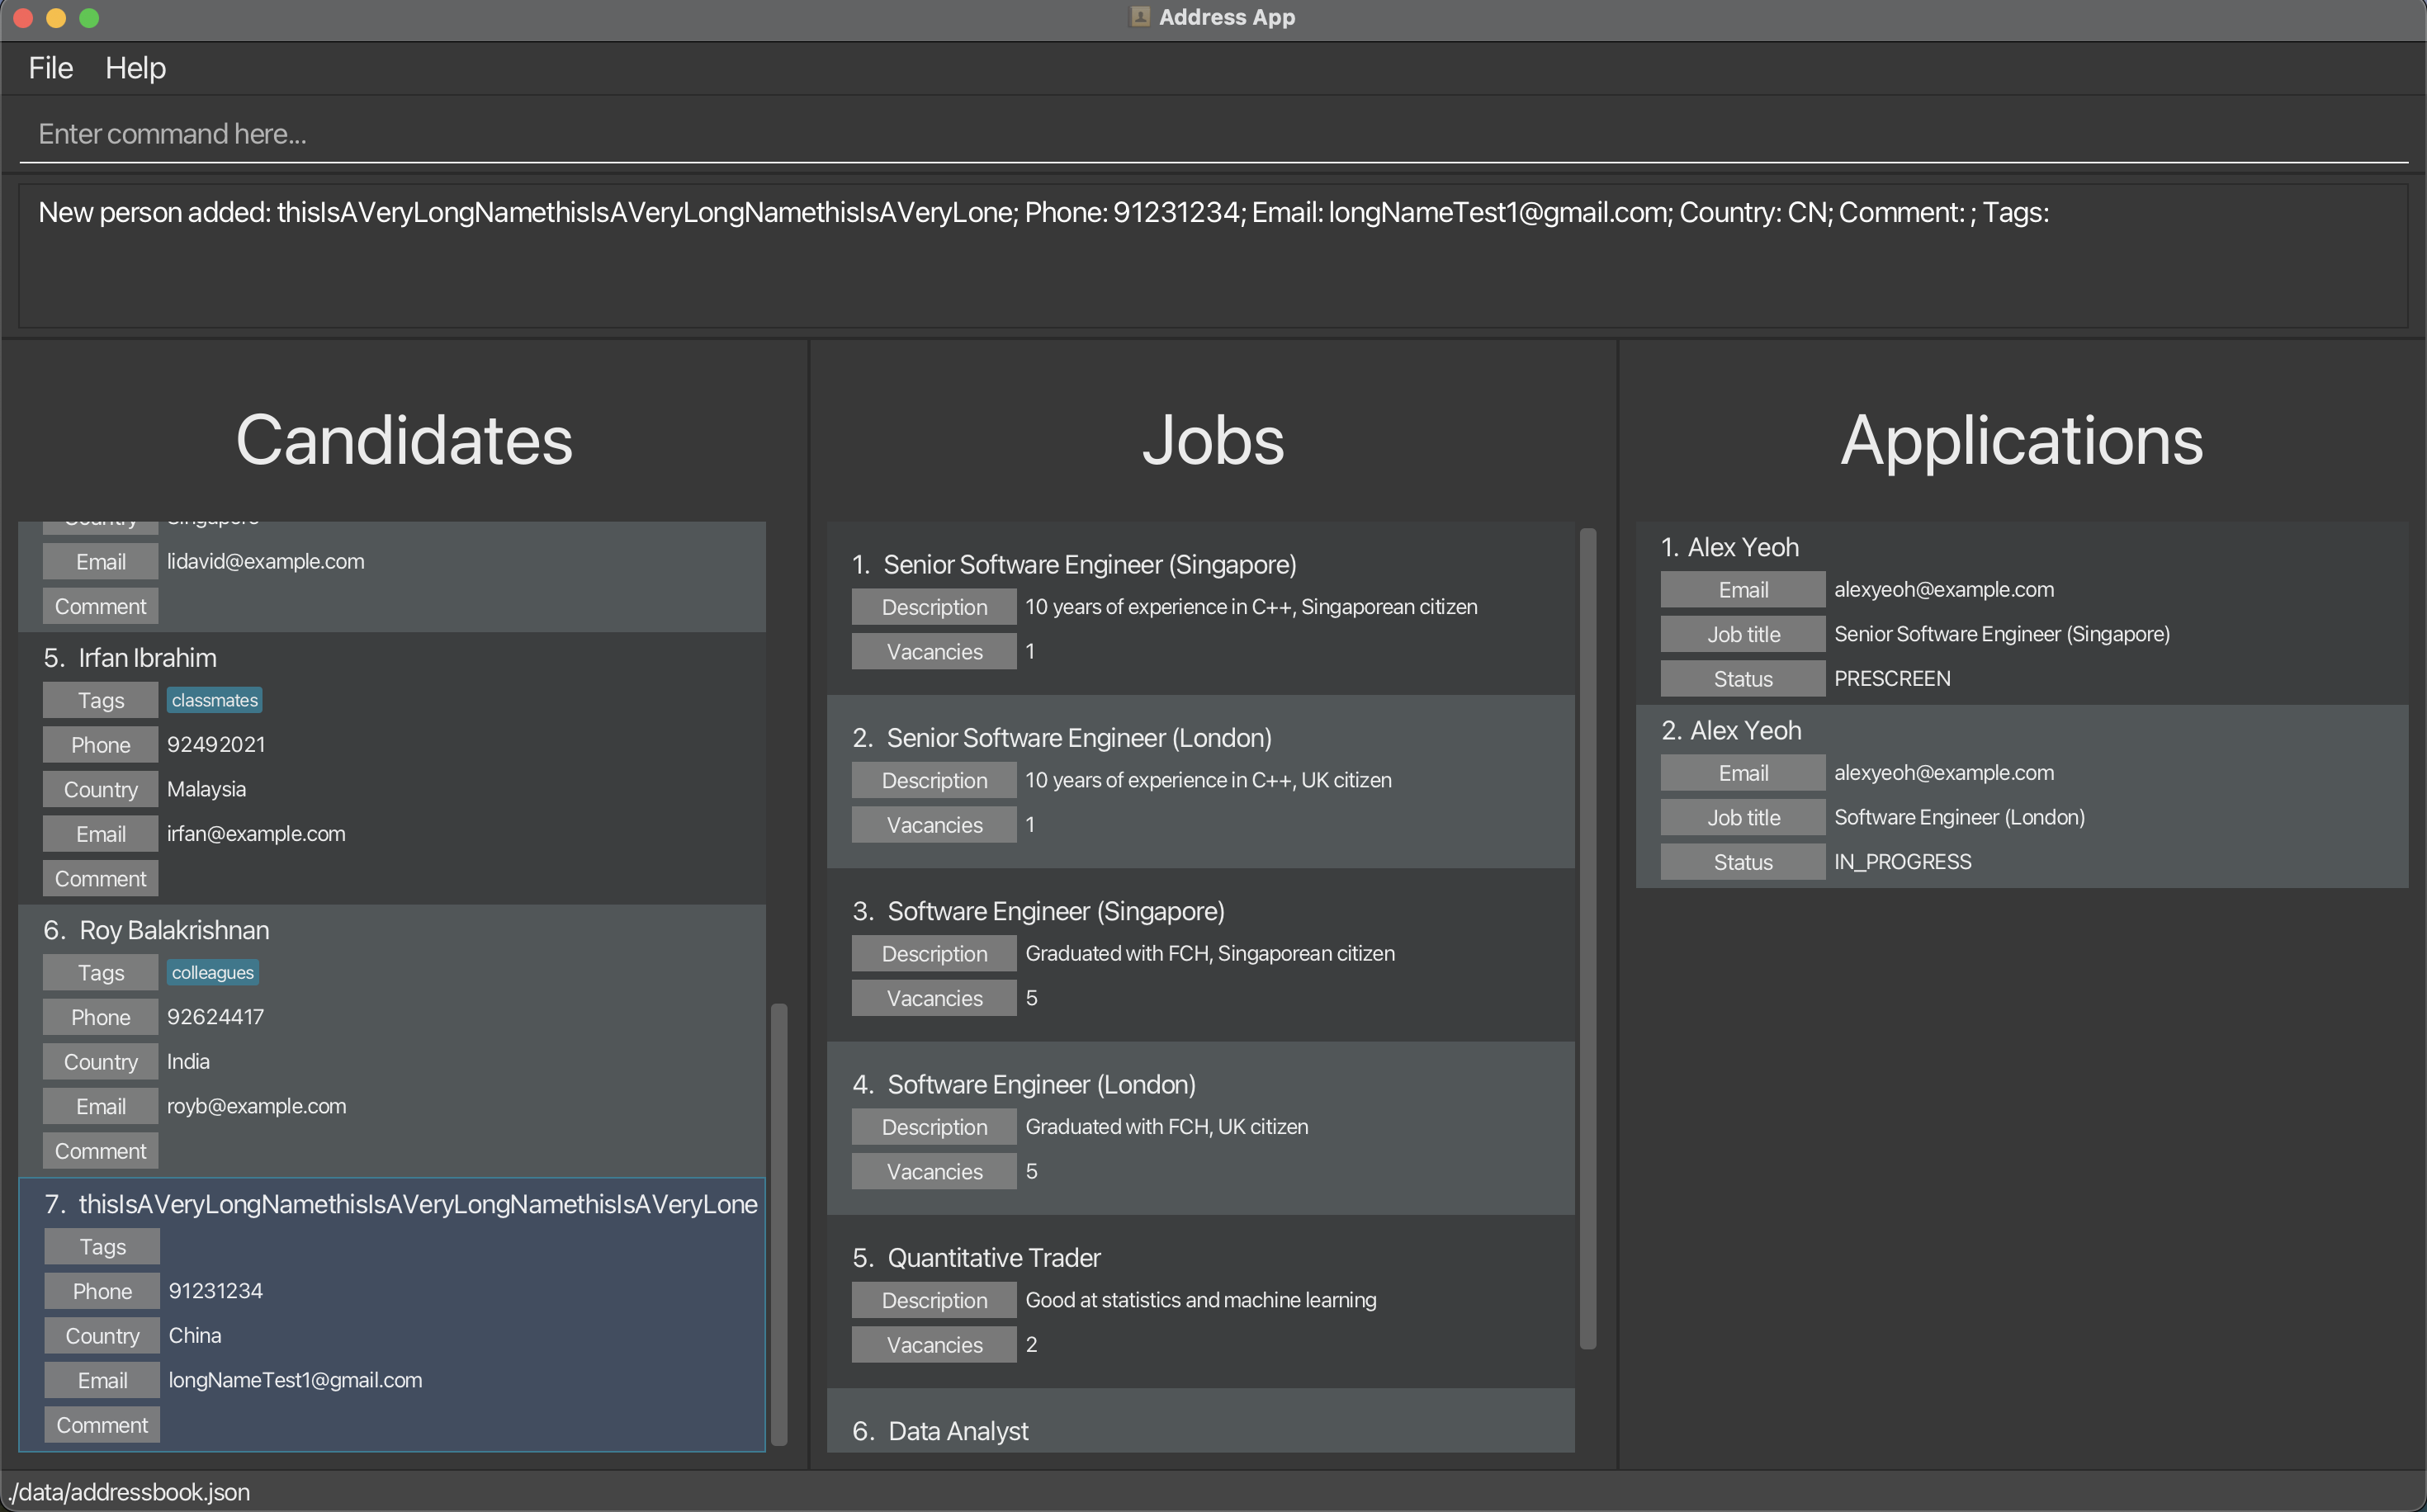 Address App
File Help
Enter command here...
New person added: thisIsAVeryLongNamethisIsAVeryLongNamethisIsAVeryLone; Phone: 91231234; Email: longNameTest1@gmail.com; Country: CN; Comment: ; Tags:
Candidates
Country Singapore
Email lidavid@example.com
Comment
5. Irfan Ibrahim
Tags classmates
Phone 92492021
Country Malaysia
Email irfan@example.com
Comment
6. Roy Balakrishnan
Tags colleagues
Phone 92624417
Country India
Email royb@example.com
Comment
7. thisIsAVeryLongNamethisIsAVeryLongNamethisIsAVeryLone
Tags
Phone 91231234
Country China
Email longNameTest1@gmail.com
Comment
Jobs
1. Senior Software Engineer (Singapore)
Description 10 years of experience in C++, Singaporean citizen
Vacancies 1
2. Senior Software Engineer (London)
Description 10 years of experience in C++, UK citizen
Vacancies 1
3. Software Engineer (Singapore)
Description Graduated with FCH, Singaporean citizen
Vacancies 5
4. Software Engineer (London)
Description Graduated with FCH, UK citizen
Vacancies 5
5. Quantitative Trader
Description Good at statistics and machine learning
Vacancies 2
6. Data Analyst
Applications
1. Alex Yeoh
Email alexyeoh@example.com
Job title Senior Software Engineer (Singapore)
Status PRESCREEN
2. Alex Yeoh
Email alexyeoh@example.com
Job title Software Engineer (London)
Status IN_PROGRESS
./data/addressbook.json